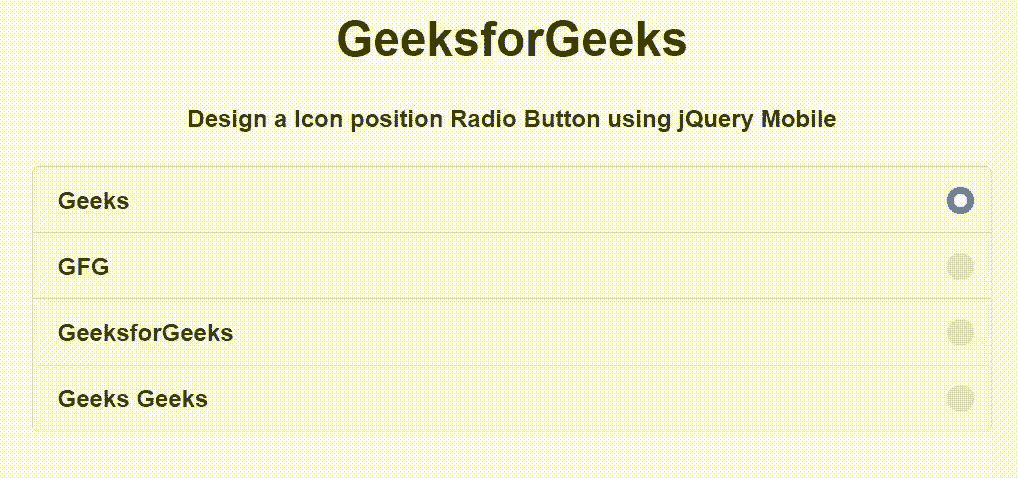 GeeksforGeeks
Design a Icon position Radio Button using jQuery Mobile
Geeks
GFG
GeeksforGeeks
Geeks Geeks